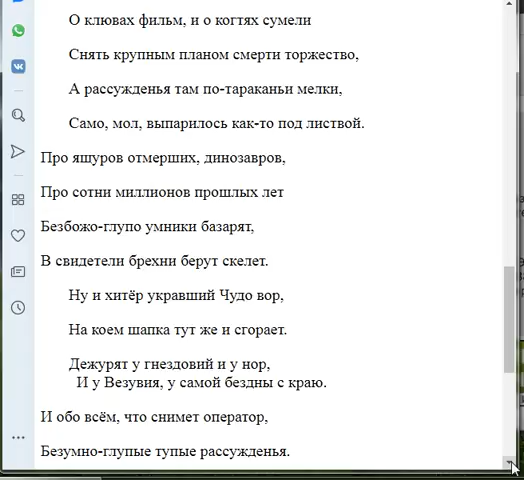 О клювах фильм, и о когтях сумели
Снять крупным планом смерти торжество,
А рассужденья там по-тараканьи мелки,
Само, мол, выпарилось как-то под листвой.
Про ящуров отмерших, динозавров,
Про сотни миллионов прошлых лет
Безбожо-глупо умники базарят,
В свидетели брехни берут скелет.
Ну и хитёр укравший Чудо вор,
На коем шапка тут же и сгорает.
Дежурят у гнездовий и у нор,
И у Везувия, у самой бездны с краю.
И обо всём, что снимет оператор,
Безумно-глупые тупые рассужденья.